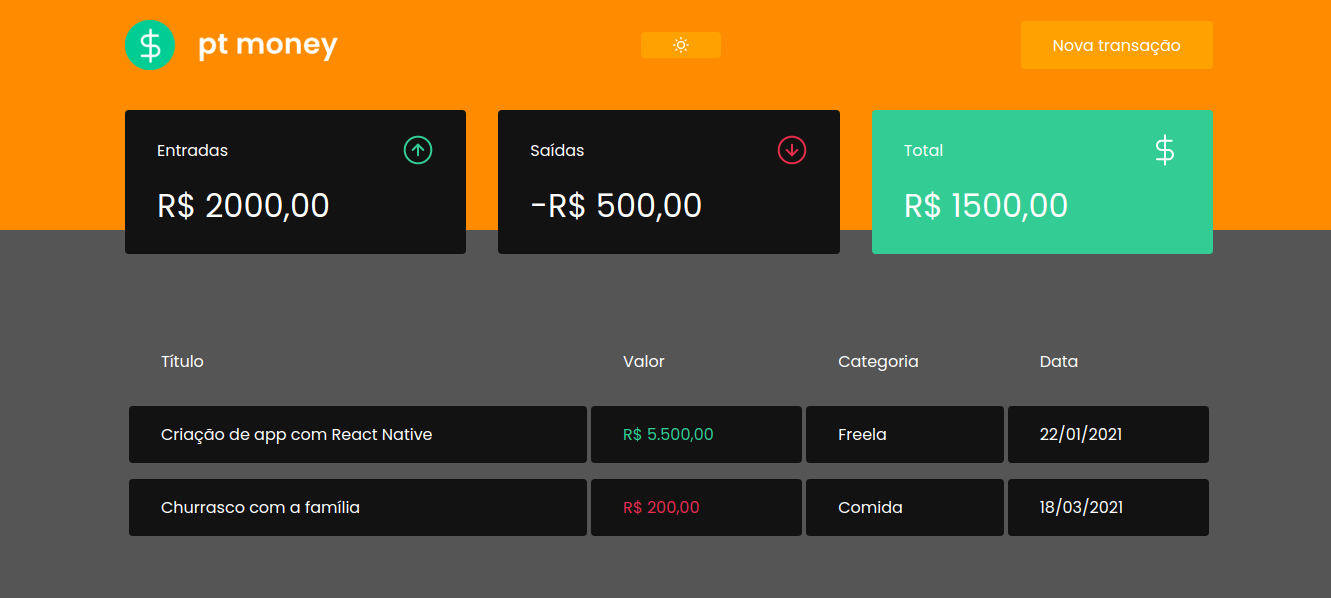 $ pt money
Nova transação
Entradas
R$ 2000,00
Saídas
-R$ 500,00
Total
$
R$ 1500,00
Título Valor Categoria Data
Criação de app com React Native R$ 5.500,00 Freela 22/01/2021
Churrasco com a família R$ 200,00 Comida 18/03/2021